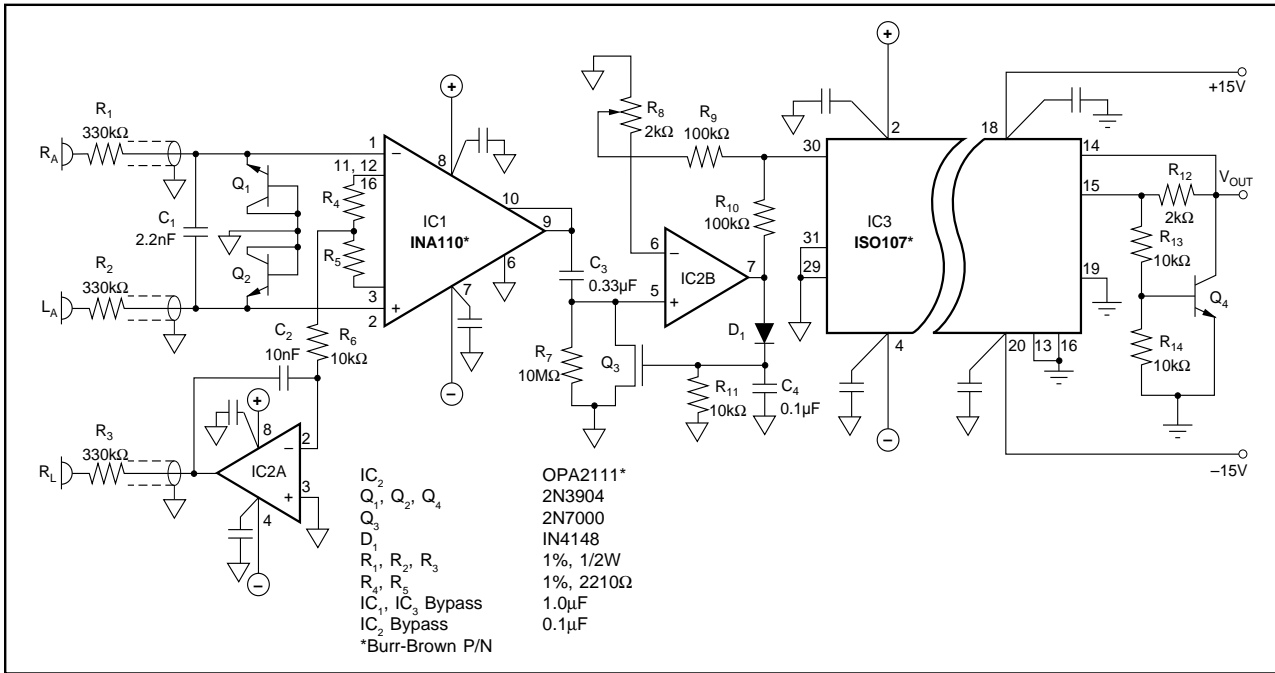 R1
330kΩ
RA
Q1
C1
2.2nF
Q2
R2
330kΩ
LA
1
−
11, 12
16
R4
R5
3
+
2
8
+
10
9
IC1
INA110*
6
7
−
C2
10nF
R6
10kΩ
R3
330kΩ
RL
+
8
2
−
IC2A
+
3
4
−
C3
0.33µF
R7
10MΩ
Q3
R8
2kΩ
R9
100kΩ
R10
100kΩ
6
−
IC2B
7
5
+
D1
R11
10kΩ
C4
0.1µF
+
2
30
31
29
IC3
ISO107*
4
−
18
+15V
14
15
R12
2kΩ
VOUT
R13
10kΩ
19
Q4
R14
10kΩ
20
13
16
–15V
IC2 OPA2111*
Q1, Q2, Q4 2N3904
Q3 2N7000
D1 IN4148
R1, R2, R3 1%, 1/2W
R4, R5 1%, 2210Ω
IC1, IC3 Bypass 1.0µF
IC2 Bypass 0.1µF
*Burr-Brown P/N